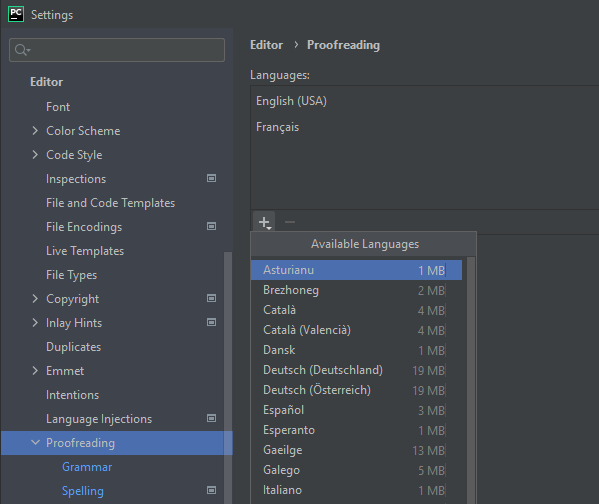 PC Settings
Editor
Font
Color Scheme
Code Style
Inspections
File and Code Templates
File Encodings
Live Templates
File Types
Copyright
Inlay Hints
Duplicates
Emmet
Intentions
Language Injections
Proofreading
Grammar
Spelling
Editor › Proofreading
Languages:
English (USA)
Français
Available Languages
Asturianu 1 MB
Brezhoneg 2 MB
Català 4 MB
Català (Valencià) 4 MB
Dansk 1 MB
Deutsch (Deutschland) 19 MB
Deutsch (Österreich) 19 MB
Español 3 MB
Esperanto 1 MB
Gaeilge 13 MB
Galego 5 MB
Italiano 1 MB